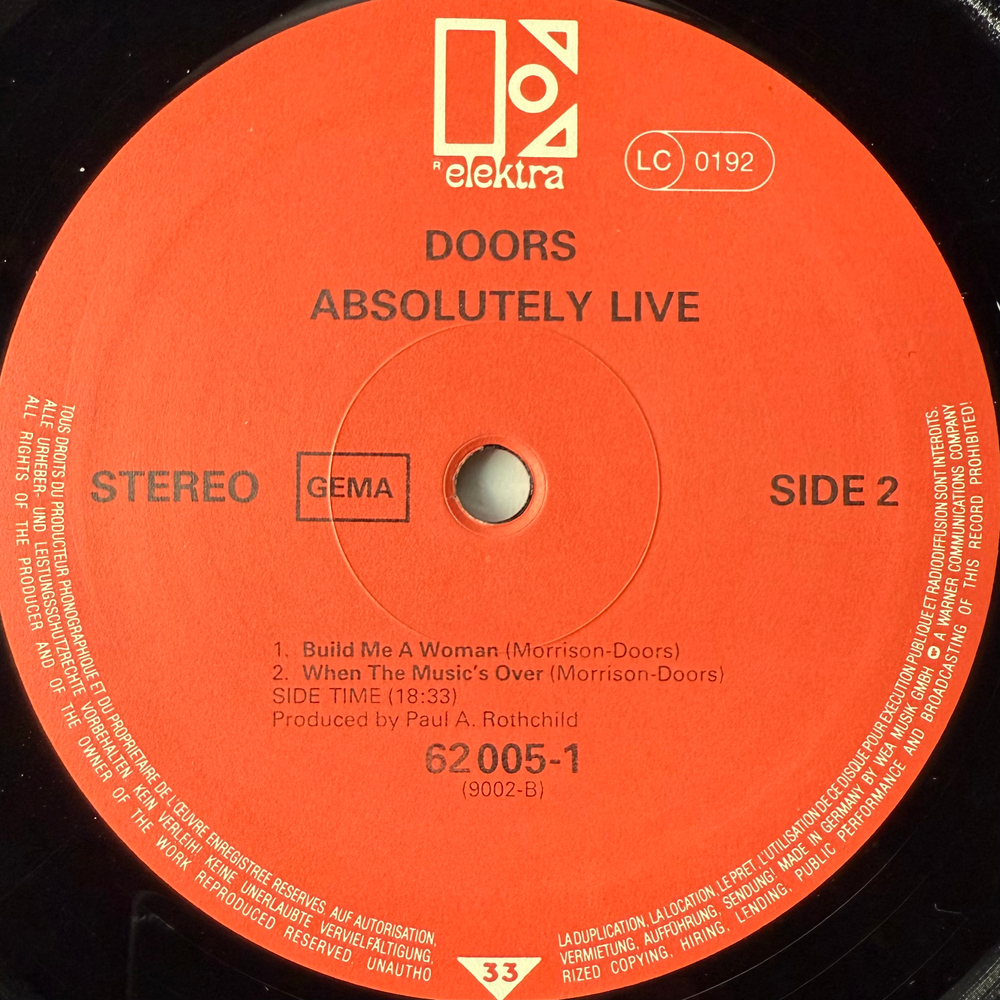 R elektra
LC 0192
DOORS
ABSOLUTELY LIVE
STEREO GEMA SIDE 2
1. Build Me A Woman (Morrison-Doors)
2. When The Music's Over (Morrison-Doors)
SIDE TIME (18:33)
Produced by Paul A. Rothchild
62 005-1
(9002-B)
TOUS DROITS DU PRODUCTEUR PHONOGRAPHIQUE ET DU PROPRIETAIRE DE L'ŒUVRE ENREGISTREE RESERVES, AUF AUTORISATION, LA DUPLICATION, LA LOCATION, LE PRET, L'UTILISATION DE CE DISQUE POUR EXECUTION PUBLIQUE ET RADIODIFFUSION SONT INTERDITS.
ALLE URHEBER- UND LEISTUNGSSCHUTZRECHTE VORBEHALTEN KEIN VERLEIH! KEINE UNERLAUBTE VERVIELFÄLTIGUNG, VERMIETUNG, AUFFÜHRUNG, SENDUNG! MADE IN GERMANY BY WEA MUSIK GMBH A WARNER COMMUNICATIONS COMPANY
ALL RIGHTS OF THE PRODUCER AND OF THE OWNER OF THE WORK REPRODUCED RESERVED, UNAUTHO RIZED COPYING, HIRING, LENDING, PUBLIC PERFORMANCE AND BROADCASTING OF THIS RECORD PROHIBITED!
33